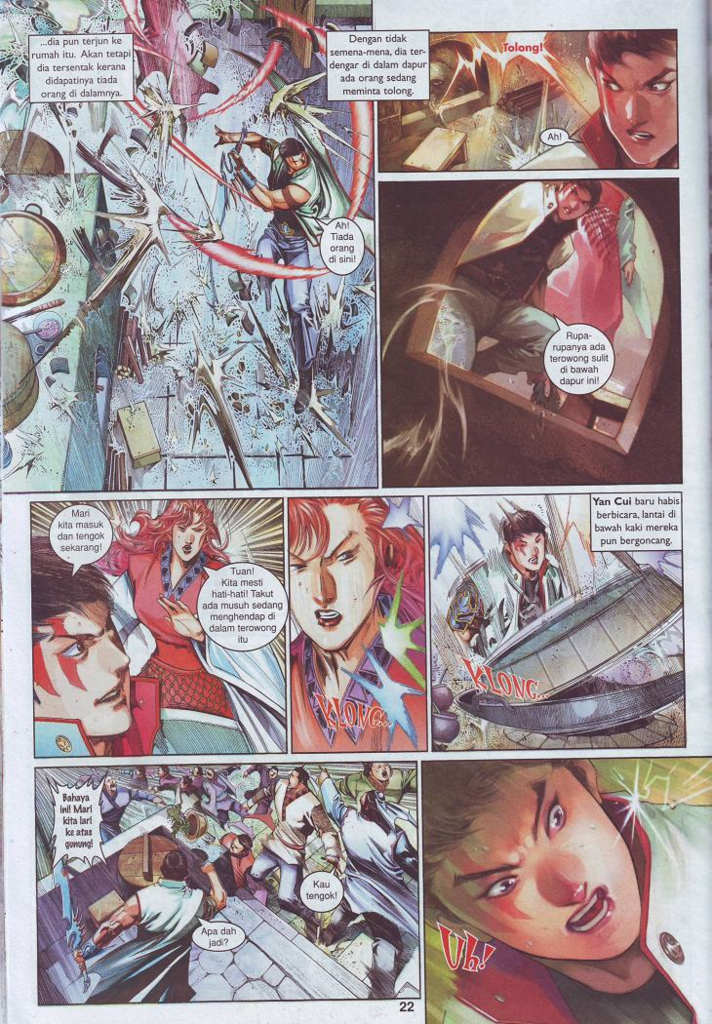 ...dia pun terjun ke
rumah itu. Akan tetapi
dia tersentak kerana
didapatinya tiada
orang di dalamnya.
Dengan tidak
semena-mena, dia ter-
dengar di dalam dapur
ada orang sedang
meminta tolong.
Ah!
Tiada
orang
di sini!
Tolong!
Ah!
Rupa-
rupanya ada
terowong sulit
di bawah
dapur ini!
Mari
kita masuk
dan tengok
sekarang!
Tuan!
Kita mesti
hati-hati! Takut
ada musuh sedang
menghendap di
dalam terowong
itu
KLONG...
Yan Cui baru habis
berbicara, lantai di
bawah kaki mereka
pun bergoncang.
KLONG...
Bahaya
ini! Mari
kita lari
ke atas
gunung!
Apa dah
jadi?
Kau
tengok!
Uh!
22